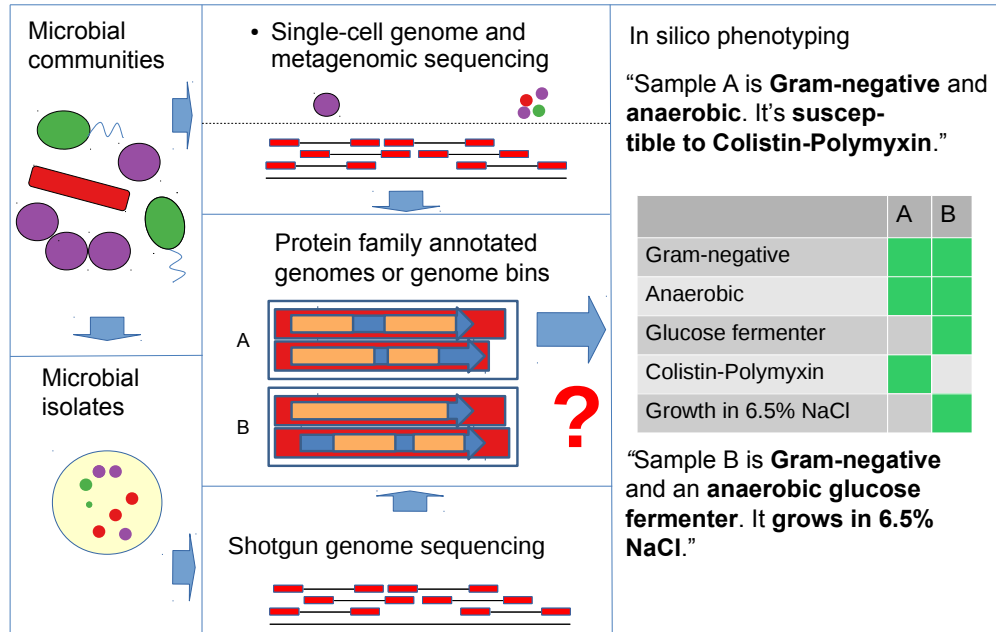 Microbial
communities
• Single-cell genome and
metagenomic sequencing
Protein family annotated
genomes or genome bins
A
B
?
Microbial
isolates
Shotgun genome sequencing
In silico phenotyping
“Sample A is Gram-negative and
anaerobic. It’s suscep-
tible to Colistin-Polymyxin.”
A B
Gram-negative
Anaerobic
Glucose fermenter
Colistin-Polymyxin
Growth in 6.5% NaCl
“Sample B is Gram-negative
and an anaerobic glucose
fermenter. It grows in 6.5%
NaCl.”